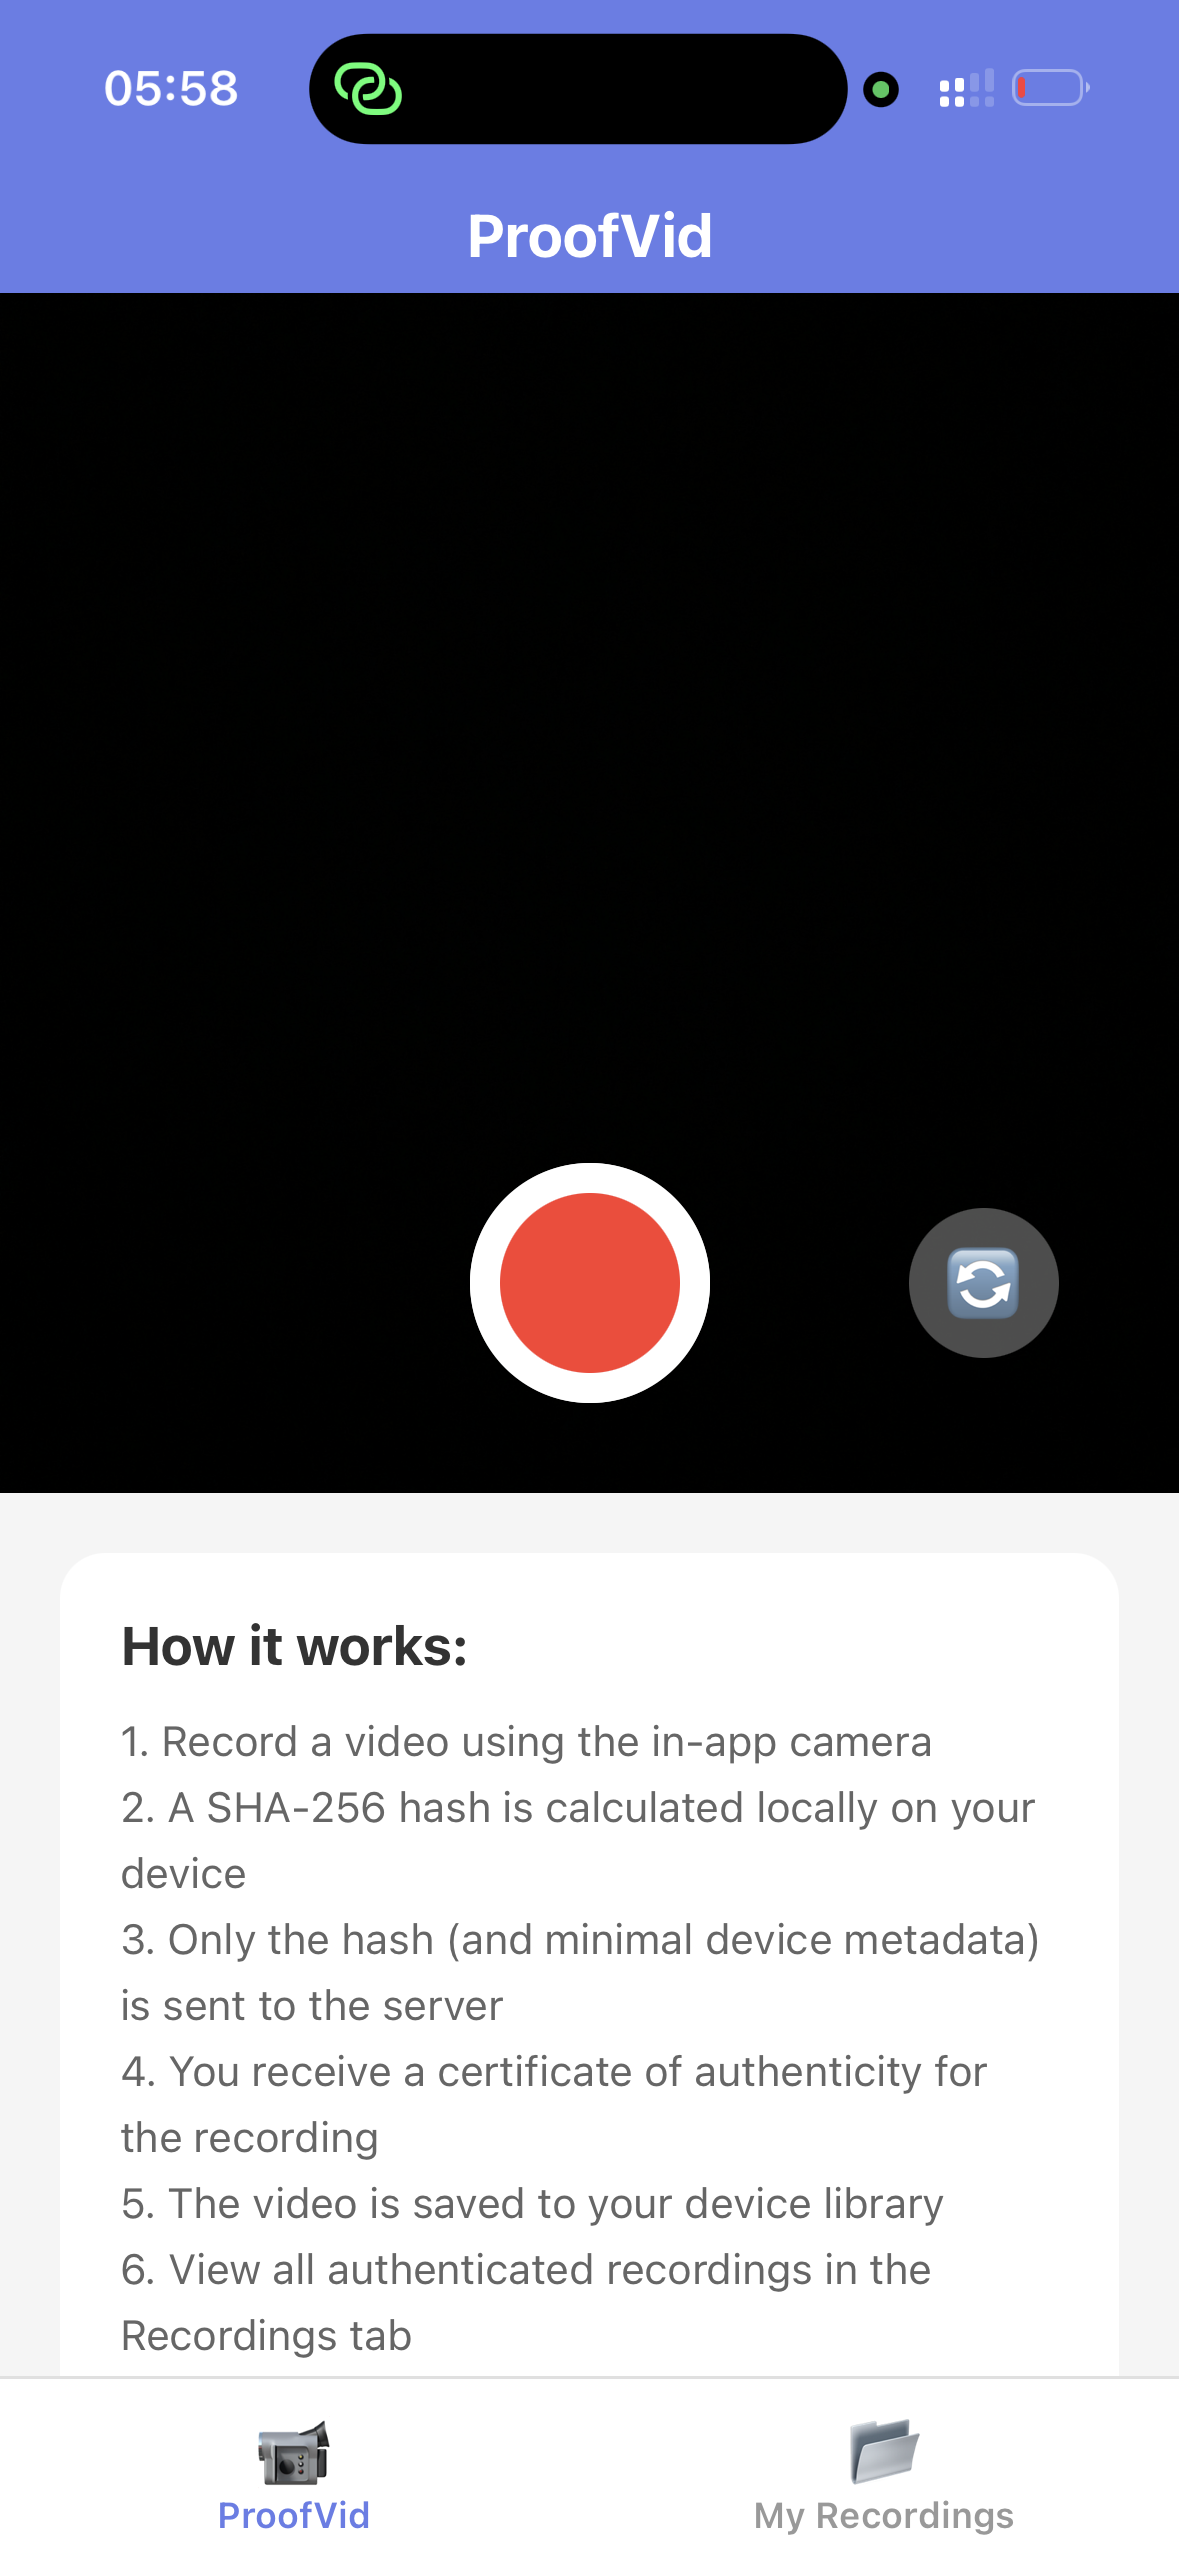 05:58
ProofVid
How it works:
1. Record a video using the in-app camera
2. A SHA-256 hash is calculated locally on your
device
3. Only the hash (and minimal device metadata)
is sent to the server
4. You receive a certificate of authenticity for
the recording
5. The video is saved to your device library
6. View all authenticated recordings in the
Recordings tab
ProofVid
My Recordings